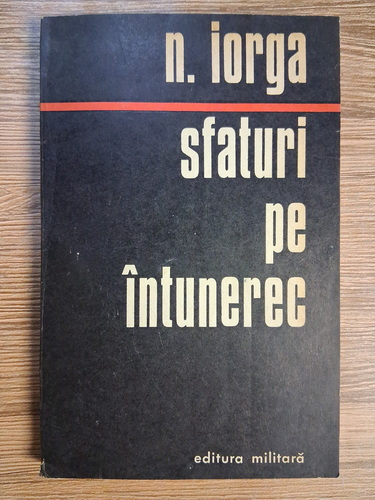 n. iorga
sfaturi
pe
întunerec
editura militară